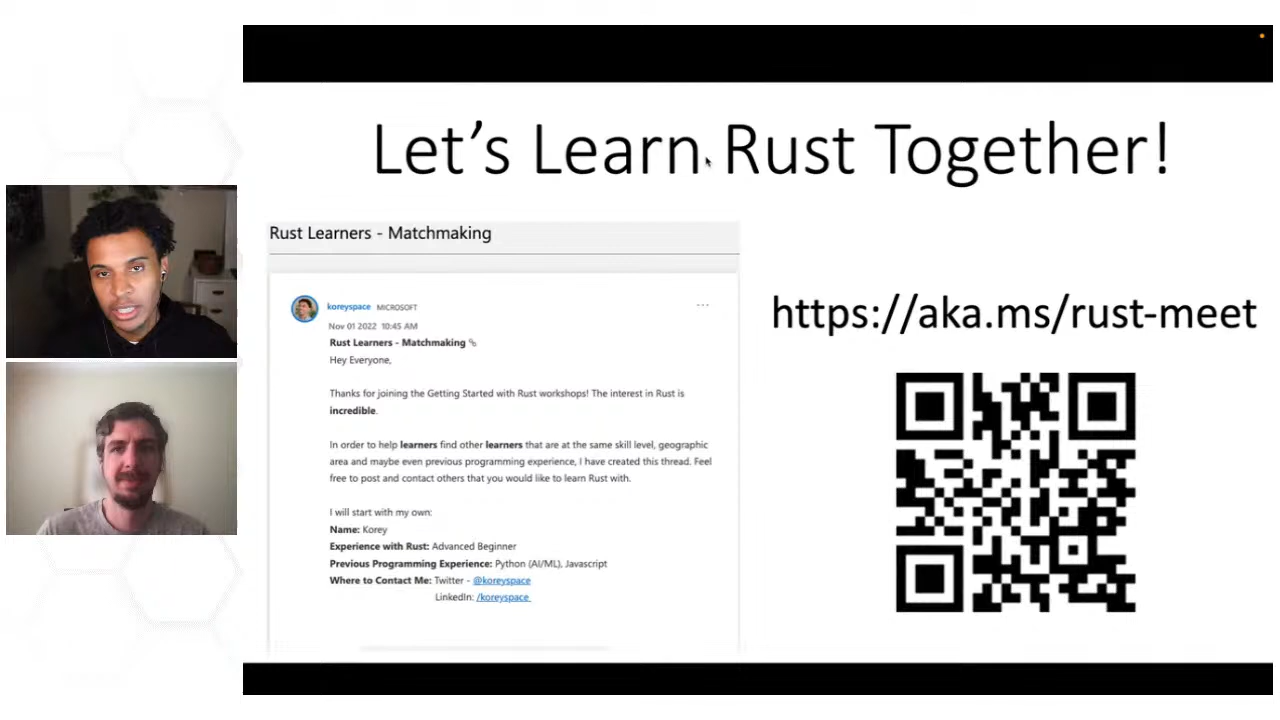 Let's Learn Rust Together!
Rust Learners - Matchmaking
koreyspace MICROSOFT
Nov 01 2022 10:45 AM
Rust Learners - Matchmaking
Hey Everyone,
Thanks for joining the Getting Started with Rust workshops! The interest in Rust is
incredible.
In order to help learners find other learners that are at the same skill level, geographic
area and maybe even previous programming experience, I have created this thread. Feel
free to post and contact others that you would like to learn Rust with.
I will start with my own:
Name: Korey
Experience with Rust: Advanced Beginner
Previous Programming Experience: Python (AI/ML), Javascript
Where to Contact Me: Twitter - @koreyspace
LinkedIn: /koreyspace
https://aka.ms/rust-meet